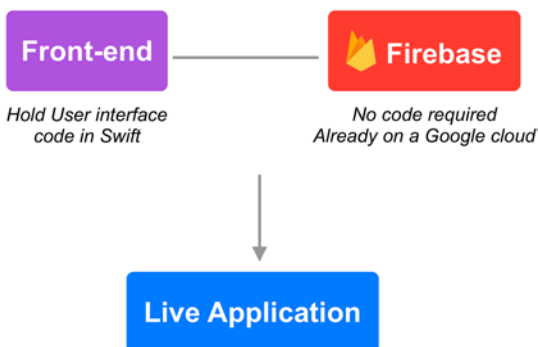 Front-end
Firebase
Hold User interface
code in Swift
No code required
Already on a Google cloud
Live Application